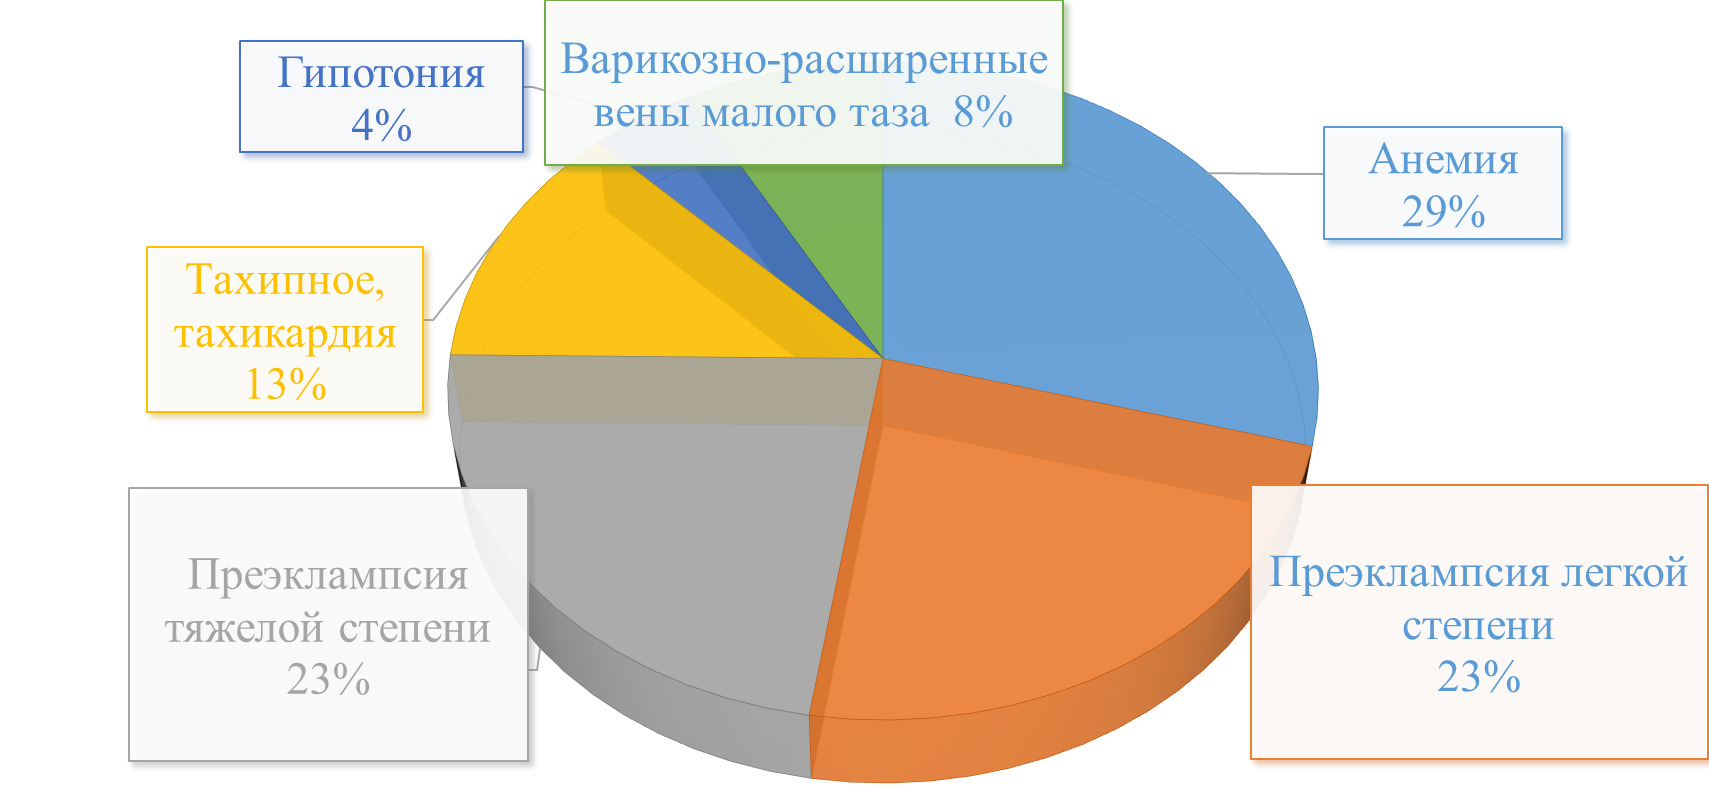 Гипотония
4%
Варикозно-расширенные
вены малого таза  8%
Анемия
29%
Тахипное,
тахикардия
13%
Преэклампсия
тяжелой степени
23%
Преэклампсия легкой
степени
23%